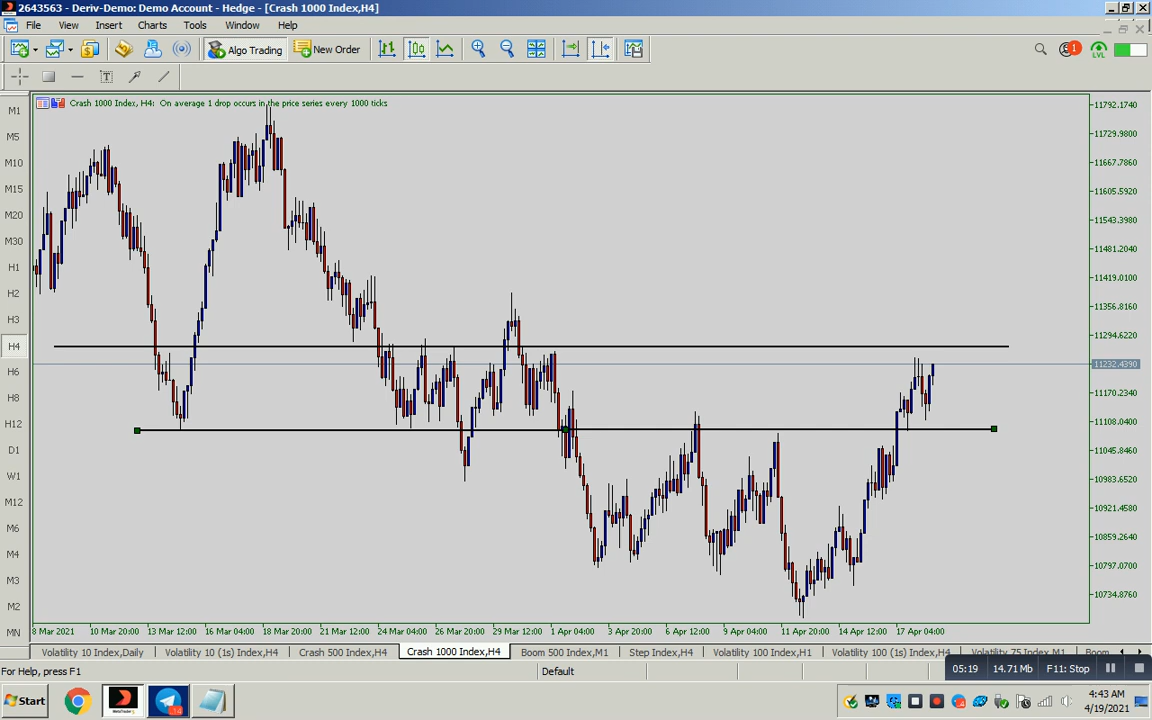 2643563 - Deriv-Demo: Demo Account - Hedge - [Crash 1000 Index,H4]
File View Insert Charts Tools Window Help
Algo Trading New Order 1 LVL
T
Crash 1000 Index, H4: On average 1 drop occurs in the price series every 1000 ticks
M1
M5
M10
M15
M20
M30
H1
H2
H3
H4
H6
H8
H12
D1
W1
M12
M6
M4
M3
M2
MN
11792.1740
11729.9800
11667.7860
11605.5920
11543.3980
11481.2040
11419.0100
11356.8160
11294.6220
11232.4390
11170.2340
11108.0400
11045.8460
10983.6520
10921.4580
10859.2640
10797.0700
10734.8760
8 Mar 2021 10 Mar 20:00 13 Mar 12:00 16 Mar 04:00 18 Mar 20:00 21 Mar 12:00 24 Mar 04:00 26 Mar 20:00 29 Mar 12:00 1 Apr 04:00 3 Apr 20:00 6 Apr 12:00 9 Apr 04:00 11 Apr 20:00 14 Apr 12:00 17 Apr 04:00
Volatility 10 Index,Daily Volatility 10 (1s) Index,H4 Crash 500 Index,H4 Crash 1000 Index,H4 Boom 500 Index,M1 Step Index,H4 Volatility 100 Index,H1 Volatility 100 (1s) Index,H4 Volatility 75 Index,M1 Boom
For Help, press F1 Default 05:19 14.71 Mb F11: Stop
Start 4:43 AM
4/19/2021